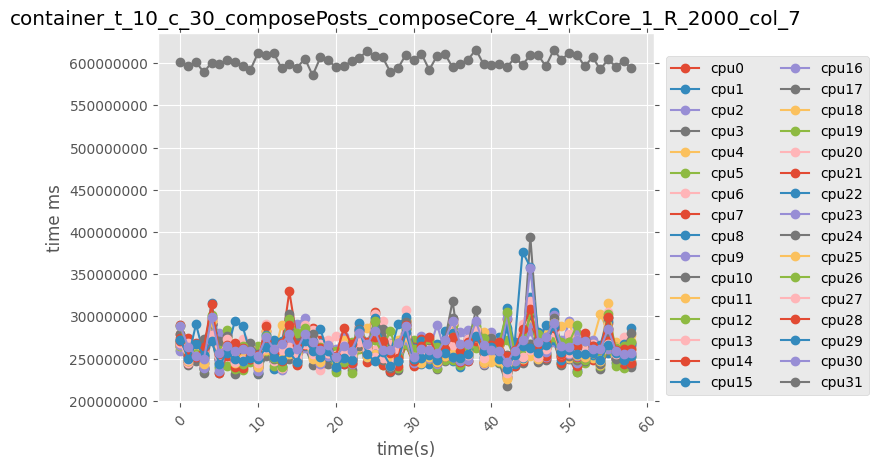 container_t_10_c_30_composePosts_composeCore_4_wrkCore_1_R_2000_col_7
600000000
550000000
500000000
450000000
400000000
350000000
300000000
250000000
200000000
time ms
0
10
20
30
40
50
60
time(s)
cpu0
cpu1
cpu2
cpu3
cpu4
cpu5
cpu6
cpu7
cpu8
cpu9
cpu10
cpu11
cpu12
cpu13
cpu14
cpu15
cpu16
cpu17
cpu18
cpu19
cpu20
cpu21
cpu22
cpu23
cpu24
cpu25
cpu26
cpu27
cpu28
cpu29
cpu30
cpu31